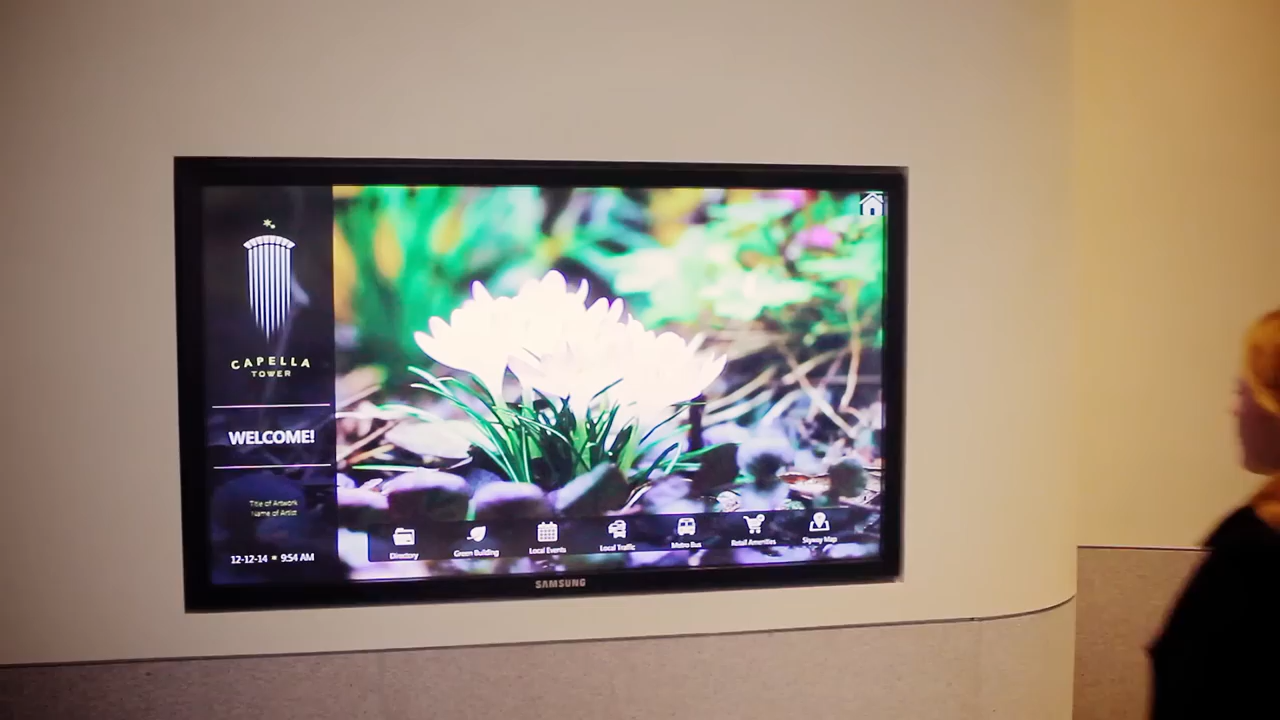 CAPELLA
TOWER
WELCOME!
Title of Artwork
Name of Artist
12-12-14 * 9:54 AM
Directory
Green Building
Local Events
Local Traffic
Metro Bus
Retail Amenities
Skyway Map
SAMSUNG